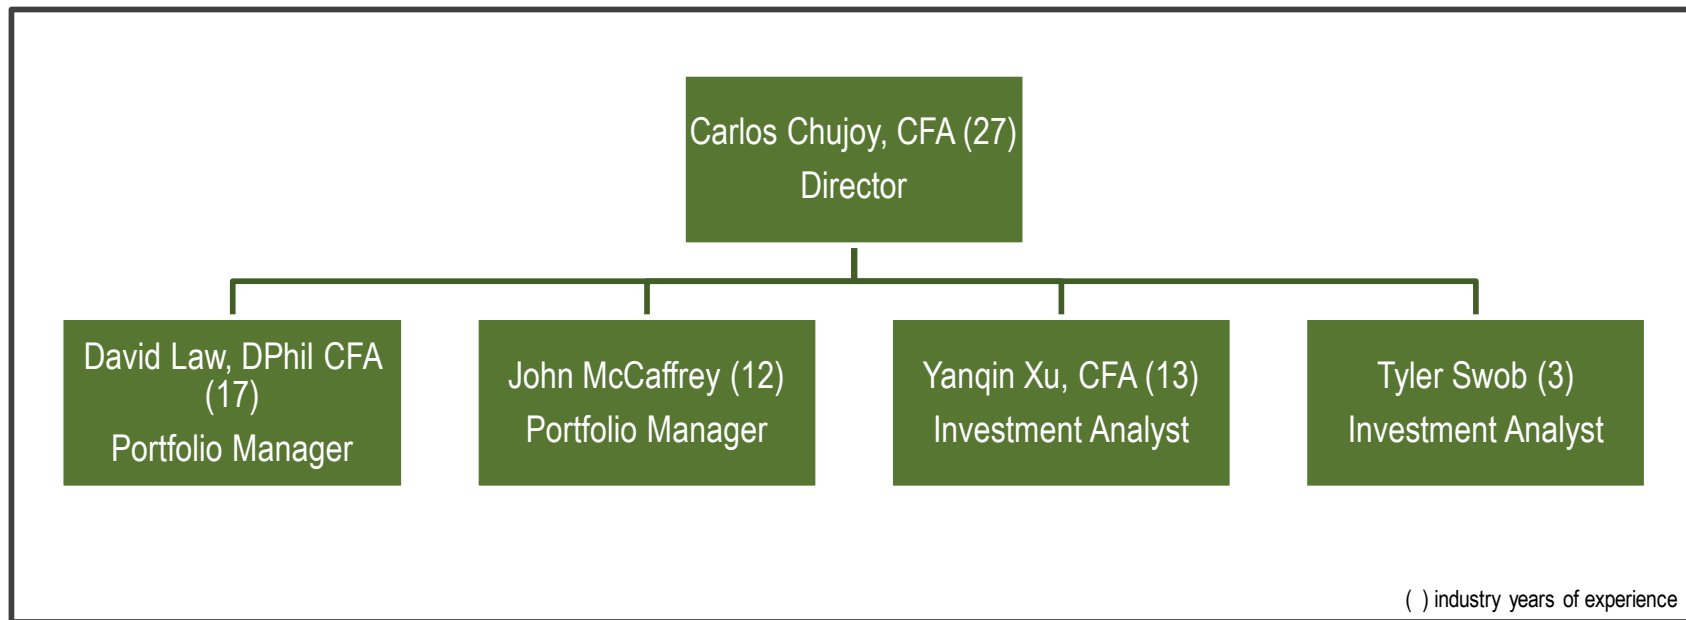 Carlos Chujoy, CFA (27)
Director
David Law, DPhil CFA
(17)
Portfolio Manager
John McCaffrey (12)
Portfolio Manager
Yanqin Xu, CFA (13)
Investment Analyst
Tyler Swob (3)
Investment Analyst
( ) industry years of experience